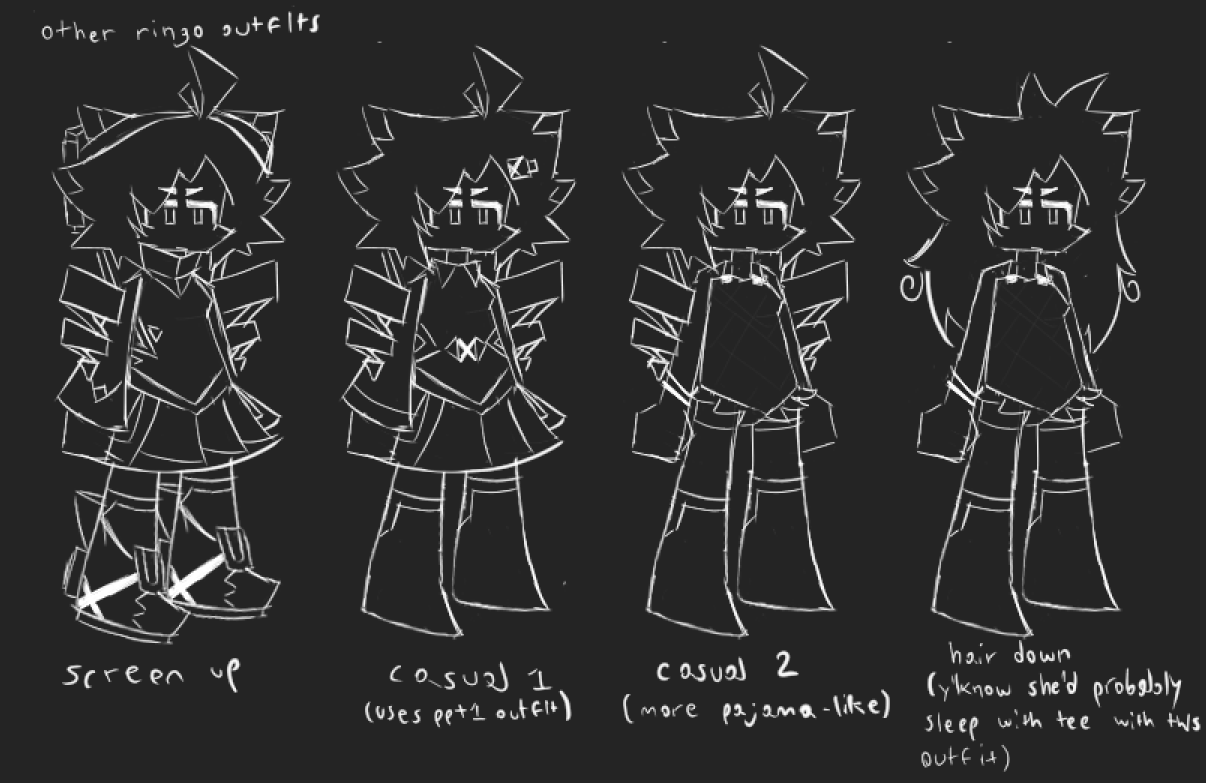 other ringo outfits
screen up
casual 1
(uses ppt1 outfit)
casual 2
(more pajama-like)
hair down
(y'know she'd probably
sleep with tee with this
outfit)